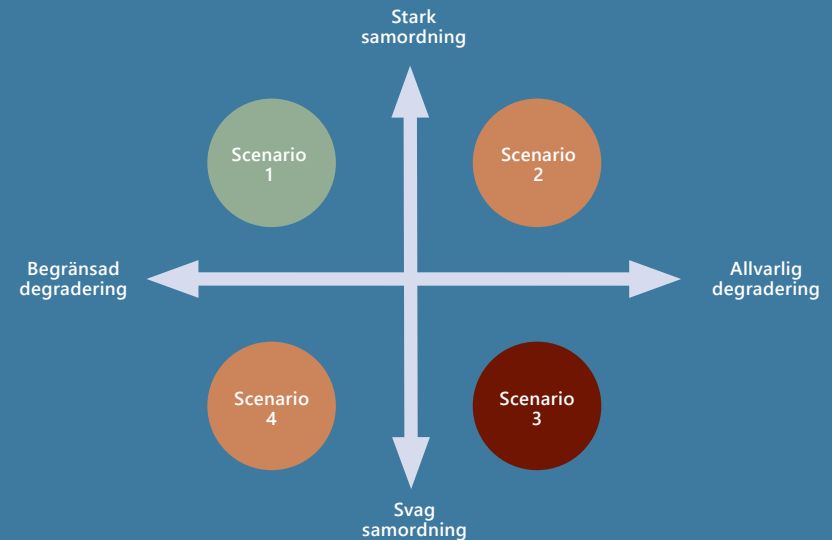 Stark
samordning
Scenario
1
Scenario
2
Begränsad
degradering
Allvarlig
degradering
Scenario
4
Scenario
3
Svag
samordning